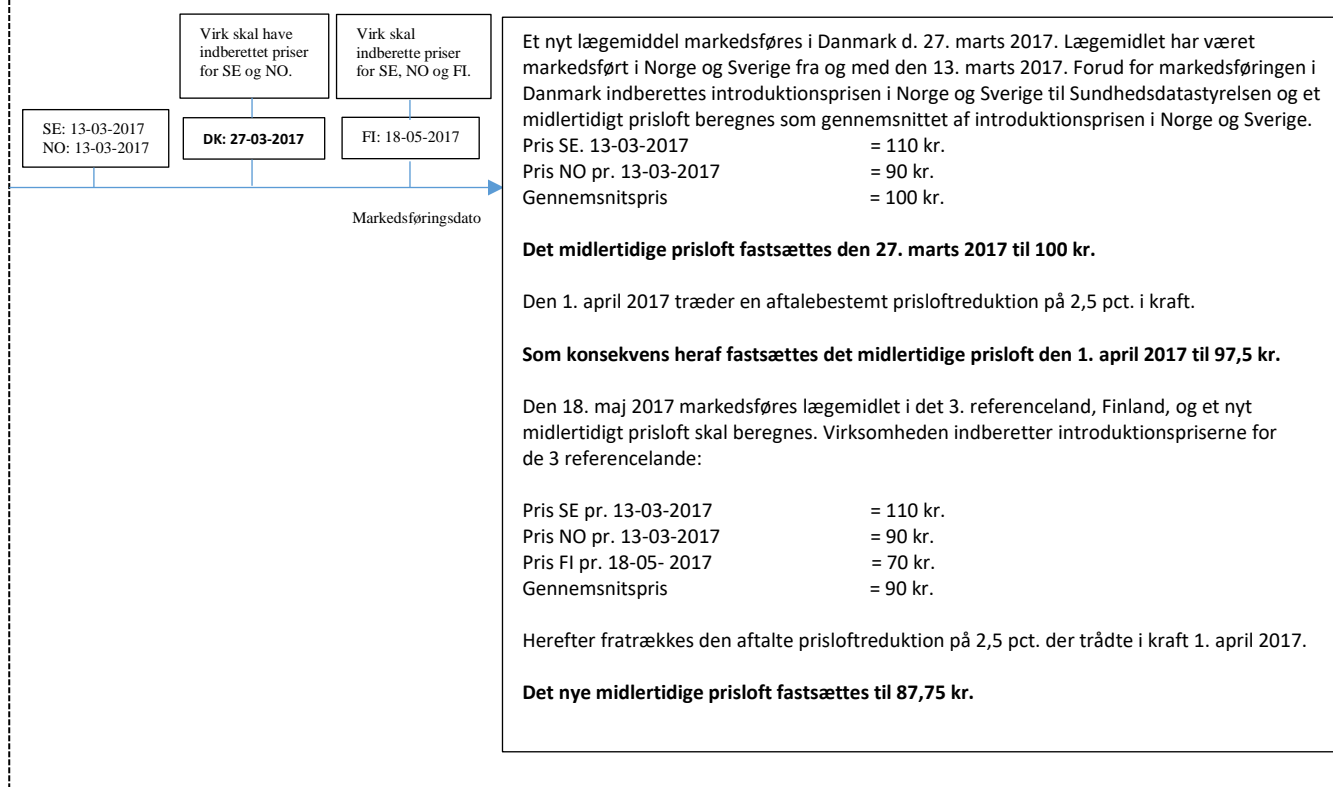 Virk skal have
indberettet priser
for SE og NO.
Virk skal
indberette priser
for SE, NO og FI.
SE: 13-03-2017
NO: 13-03-2017
DK: 27-03-2017
FI: 18-05-2017
Markedsføringsdato
Et nyt lægemiddel markedsføres i Danmark d. 27. marts 2017. Lægemidlet har været
markedsført i Norge og Sverige fra og med den 13. marts 2017. Forud for markedsføringen i
Danmark indberettes introduktionsprisen i Norge og Sverige til Sundhedsdatastyrelsen og et
midlertidigt prisloft beregnes som gennemsnittet af introduktionsprisen i Norge og Sverige.
Pris SE. 13-03-2017 = 110 kr.
Pris NO pr. 13-03-2017 = 90 kr.
Gennemsnitspris = 100 kr.
Det midlertidige prisloft fastsættes den 27. marts 2017 til 100 kr.
Den 1. april 2017 træder en aftalebestemt prisloftreduktion på 2,5 pct. i kraft.
Som konsekvens heraf fastsættes det midlertidige prisloft den 1. april 2017 til 97,5 kr.
Den 18. maj 2017 markedsføres lægemidlet i det 3. referenceland, Finland, og et nyt
midlertidigt prisloft skal beregnes. Virksomheden indberetter introduktionspriserne for
de 3 referencelande:
Pris SE pr. 13-03-2017 = 110 kr.
Pris NO pr. 13-03-2017 = 90 kr.
Pris FI pr. 18-05- 2017 = 70 kr.
Gennemsnitspris = 90 kr.
Herefter fratrækkes den aftalte prisloftreduktion på 2,5 pct. der trådte i kraft 1. april 2017.
Det nye midlertidige prisloft fastsættes til 87,75 kr.